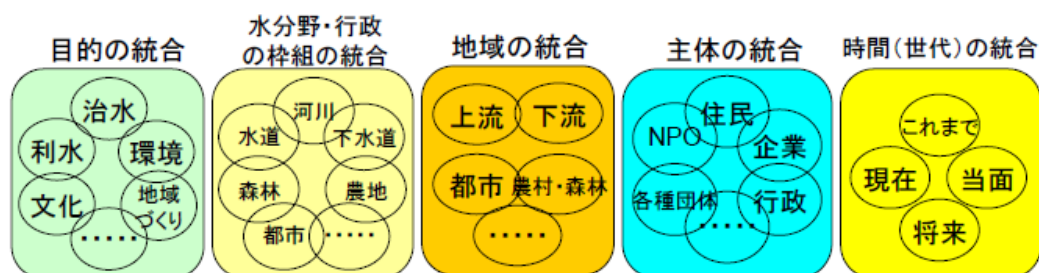 目的の統合
治水
利水
環境
文化
地域
づくり
・・・・・
水分野・行政
の枠組の統合
河川
水道
下水道
森林
農地
都市
・・・・・
地域の統合
上流
下流
都市
農村・森林
・・・・・
主体の統合
住民
NPO
企業
各種団体
行政
・・・・・
時間(世代)の統合
これまで
現在
当面
将来